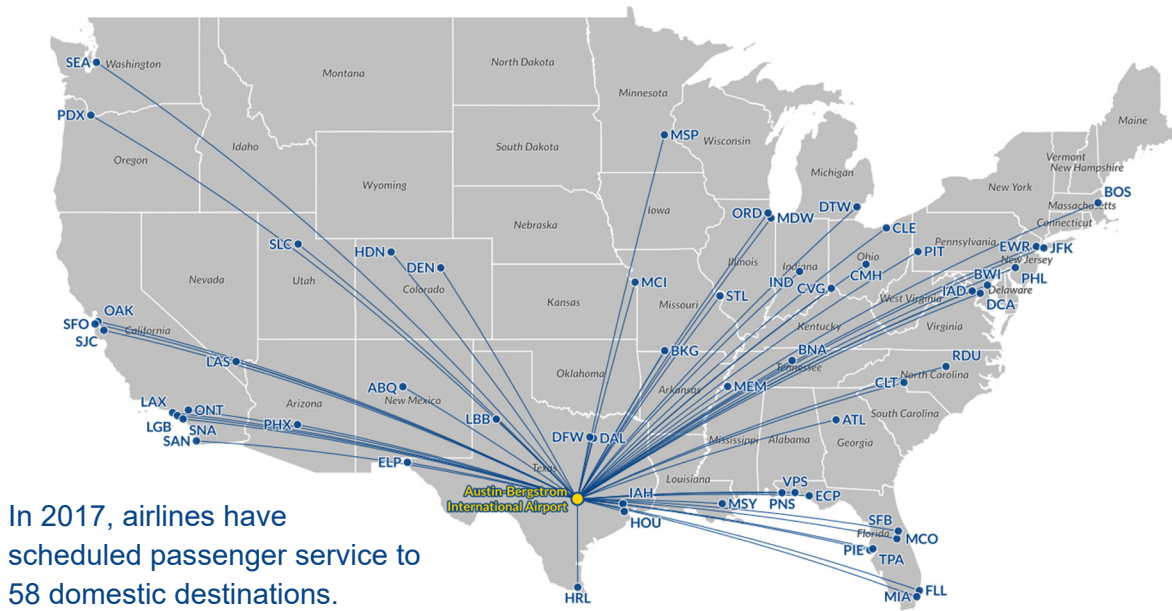 SEA
Washington
Montana
North Dakota
Minnesota
Maine
PDX
Oregon
Idaho
MSP
Wisconsin
South Dakota
Vermont
New Hampshire
Michigan
Wyoming
New York
BOS
Massachusetts
Connecticut
Iowa
ORD
MDW
DTW
Nebraska
CLE
SLC
HDN
DEN
Pennsylvania
EWR
JFK
PIT
New Jersey
Nevada
Utah
Colorado
Illinois
Indiana
Ohio
IND
CMH
CVG
BWI
PHL
IAD
Delaware
DCA
MCI
STL
Kansas
Missouri
West Virginia
Virginia
Kentucky
OAK
SFO
California
SJC
LAS
BKG
BNA
Tennessee
RDU
North Carolina
CLT
Oklahoma
Arkansas
MEM
ABQ
New Mexico
Arizona
LAX
ONT
LGB
SNA
SAN
PHX
LBB
DFW
DAL
ATL
South Carolina
Mississippi
Alabama
Georgia
ELP
Texas
Louisiana
Austin-Bergstrom
International Airport
IAH
HOU
MSY
VPS
PNS
ECP
SFB
Florida
MCO
PIE
TPA
FLL
MIA
HRL
In 2017, airlines have
scheduled passenger service to
58 domestic destinations.